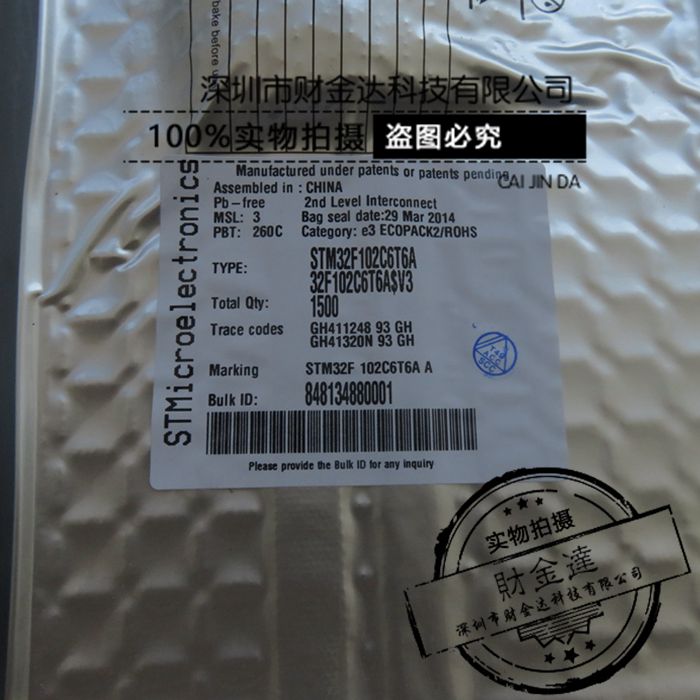 bake before
深圳市财金达科技有限公司
100%实物拍摄 盗图必究
CAI JIN DA
STMicroelectronics
Manufactured under patents or patents pending
Assembled in : CHINA
Pb-free 2nd Level Interconnect
MSL: 3 Bag seal date:29 Mar 2014
PBT: 260C Category: e3 ECOPACK2/ROHS
TYPE: STM32F102C6T6A
32F102C6T6A$V3
Total Qty: 1500
Trace codes GH411248 93 GH
GH41320N 93 GH
Marking STM32F 102C6T6A A
Bulk ID: 848134880001
Please provide the Bulk ID for any inquiry
T&Q
ACC
SCC
实物拍摄
财金達
深圳市财金达科技有限公司